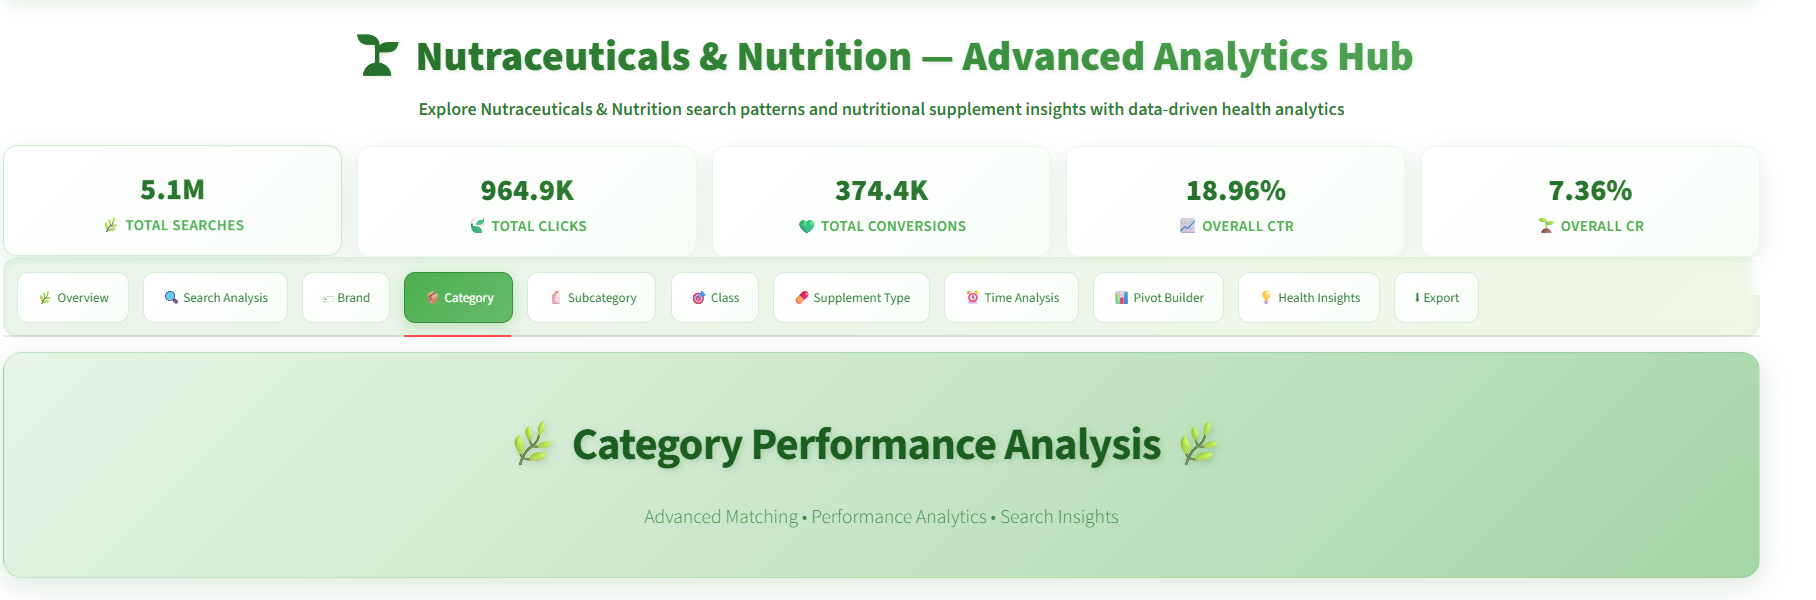 Nutraceuticals & Nutrition — Advanced Analytics Hub
Explore Nutraceuticals & Nutrition search patterns and nutritional supplement insights with data-driven health analytics
5.1M
TOTAL SEARCHES
964.9K
TOTAL CLICKS
374.4K
TOTAL CONVERSIONS
18.96%
OVERALL CTR
7.36%
OVERALL CR
Overview
Search Analysis
Brand
Category
Subcategory
Class
Supplement Type
Time Analysis
Pivot Builder
Health Insights
Export
Category Performance Analysis
Advanced Matching • Performance Analytics • Search Insights